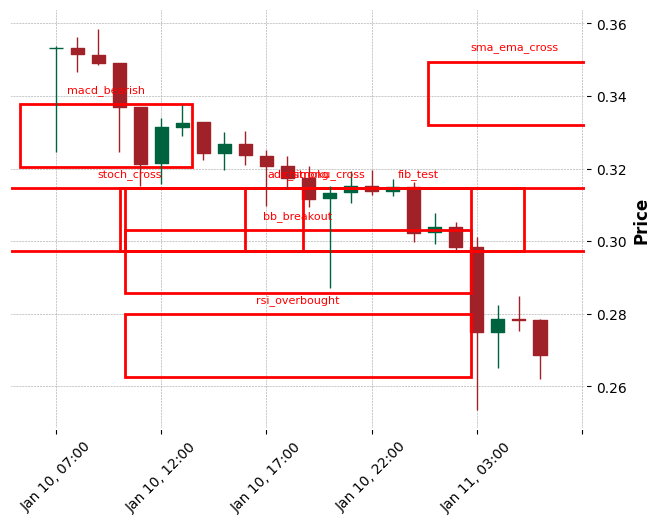 sma_ema_cross
macd_bearish
stoch_cross
fib_test
bb_breakout
rsi_overbought
0.36
0.34
0.32
0.30
0.28
0.26
Price
Jan 10, 07:00
Jan 10, 12:00
Jan 10, 17:00
Jan 10, 22:00
Jan 11, 03:00